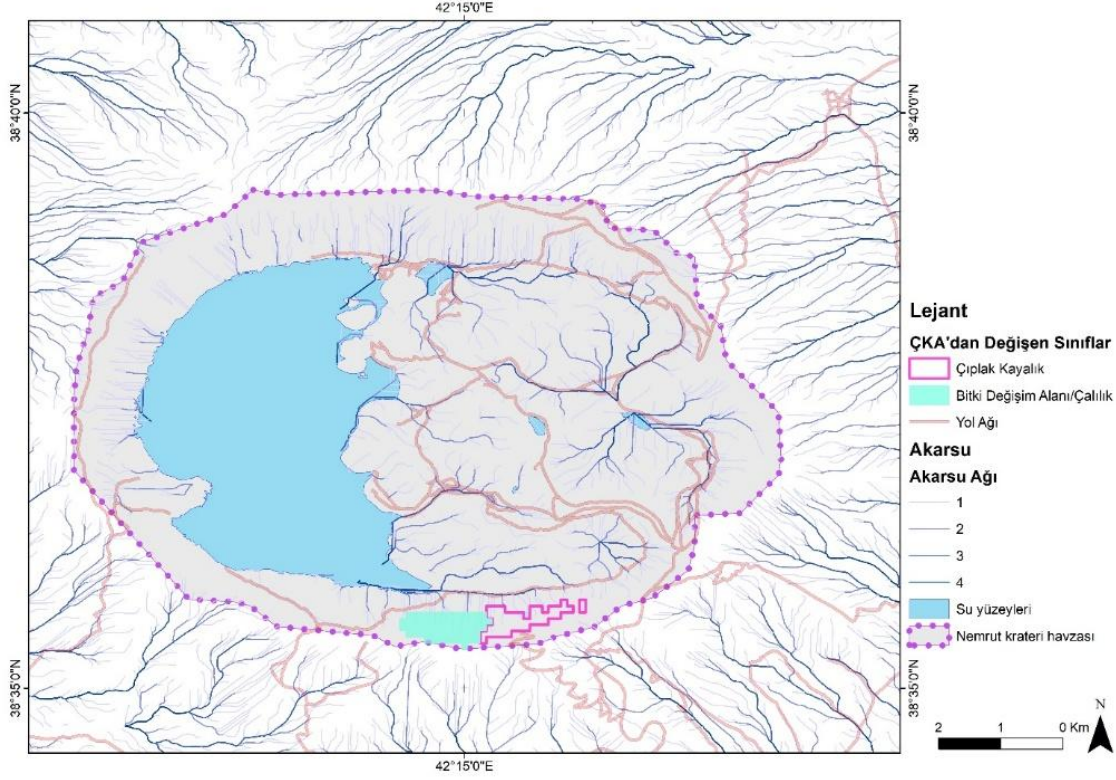 42°15'0"E
38°40'0"N
38°40'0"N
Lejant
ÇKA'dan Değişen Sınıflar
Çıplak Kayalık
Bitki Değişim Alanı/Çalılık
Yol Ağı
Akarsu
Akarsu Ağı
1
2
3
4
Su yüzeyleri
Nemrut krateri havzası
38°35'0"N
38°35'0"N
N
2 1 0 Km
42°15'0"E